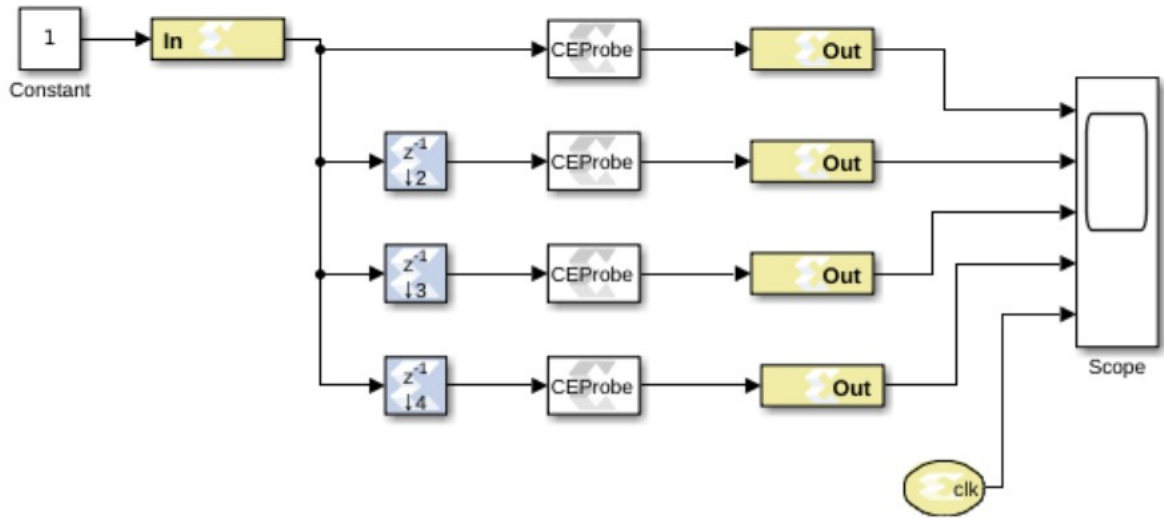 1
Constant
In
CEProbe
Out
z⁻¹
↓2
CEProbe
Out
z⁻¹
↓3
CEProbe
Out
z⁻¹
↓4
CEProbe
Out
Scope
clk